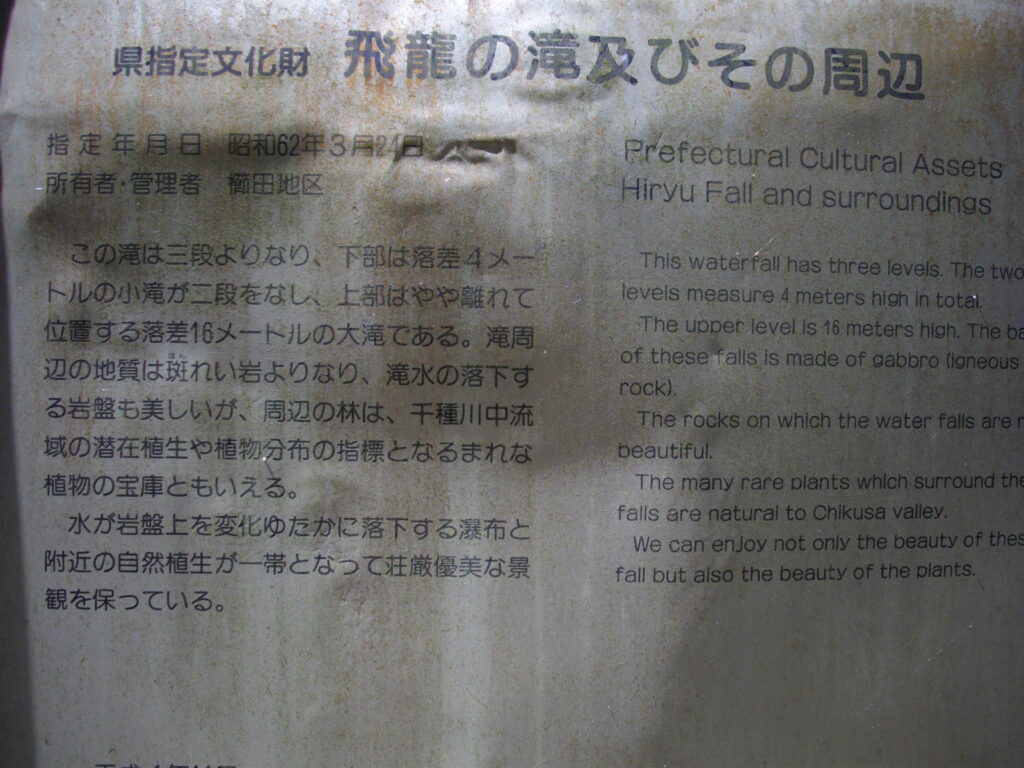 県指定文化財 飛龍の滝及びその周辺
指定年月日 昭和62年3月24日
所有者・管理者 櫛田地区
この滝は三段よりなり、下部は落差4メー
トルの小滝が二段をなし、上部はやや離れて
位置する落差16メートルの大滝である。滝周
辺の地質は斑れい岩よりなり、滝水の落下す
る岩盤も美しいが、周辺の林は、千種川中流
域の潜在植生や植物分布の指標となるまれな
植物の宝庫ともいえる。
水が岩盤上を変化ゆたかに落下する瀑布と
附近の自然植生が一帯となって荘厳優美な景
観を保っている。
Prefectural Cultural Assets
Hiryu Fall and surroundings
This waterfall has three levels. The two
levels measure 4 meters high in total.
The upper level is 16 meters high. The
of these falls is made of gabbro (igneous
rock).
The rocks on which the water falls are
beautiful.
The many rare plants which surround the
falls are natural to Chikusa valley.
We can enjoy not only the beauty of
fall but also the beauty of the plants.